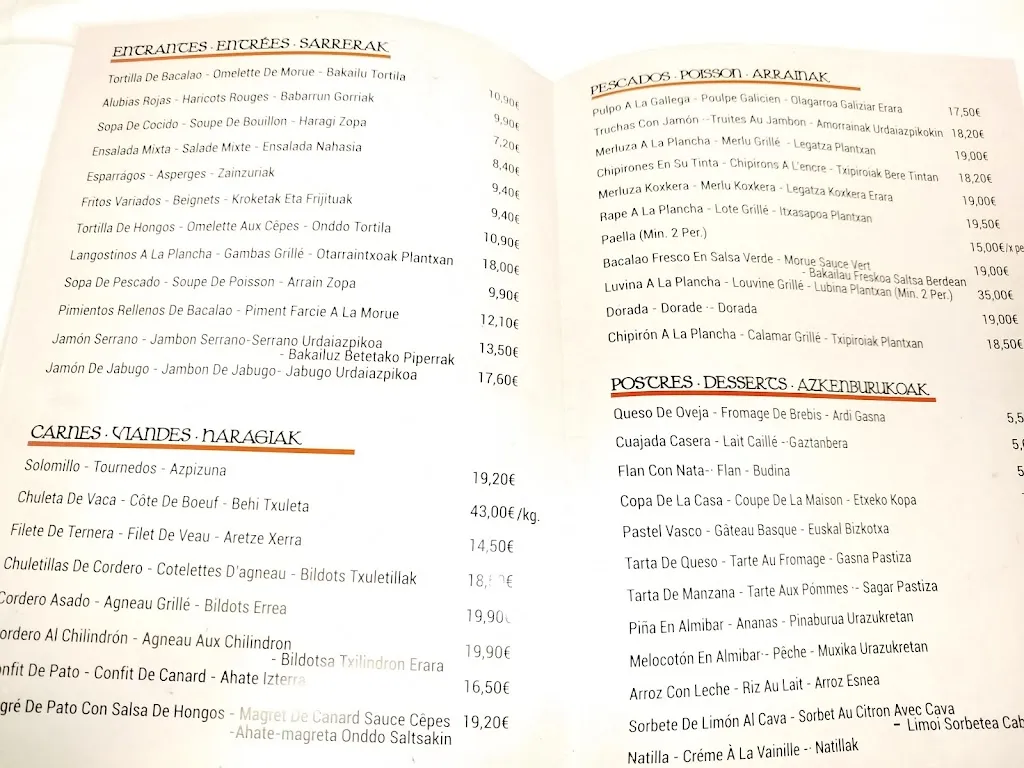 ENTRANTES · ENTRÉES · SARRERAK
Tortilla De Bacalao - Omelette De Morue - Bakailu Tortila 10,90€
Alubias Rojas - Haricots Rouges - Babarrun Gorriak 9,90€
Sopa De Cocido - Soupe De Bouillon - Haragi Zopa 7,20€
Ensalada Mixta - Salade Mixte - Ensalada Nahasia 8,40€
Esparragos - Asperges - Zainzuriak 9,40€
Fritos Variados - Beignets - Kroketak Eta Frijituak 9,40€
Tortilla De Hongos - Omelette Aux Cêpes - Onddo Tortila 10,90€
Langostinos A La Plancha - Gambas Grillé - Otarraintxoak Plantxan 18,00€
Sopa De Pescado - Soupe De Poisson - Arrain Zopa 9,90€
Pimientos Rellenos De Bacalao - Piment Farcie A La Morue 12,10€
Jamón Serrano - Jambon Serrano-Serrano Urdaiazpikoa 13,50€
- Bakailuz Betetako Piperrak
Jamón De Jabugo - Jambon De Jabugo- Jabugo Urdaiazpikoa 17,60€
CARNES · VIANDES · HARAGIAK
Solomillo - Tournedos - Azpizuna 19,20€
Chuleta De Vaca - Côte De Boeuf - Behi Txuleta 43,00€/kg.
Filete De Ternera - Filet De Veau - Aretze Xerra 14,50€
Chuletillas De Cordero - Cotelettes D'agneau - Bildots Txuletillak
Cordero Asado - Agneau Grillé - Bildots Errea 19,90€
ordero Al Chilindrón - Agneau Aux Chilindron 19,90€
- Bildotsa Txilindron Erara
nfit De Pato - Confit De Canard - Ahate Izterra 16,50€
gré De Pato Con Salsa De Hongos - Magret De Canard Sauce Cêpes 19,20€
-Ahate-magreta Onddo Saltsakin
PESCADOS · POISSON · ARRAINAK
Pulpo A La Gallega - Poulpe Galicien - Olagarroa Galiziar Erara 17,50€
Truchas Con Jamón - Truites Au Jambon - Amorrainak Urdaiazpikokin 18,20€
Merluza A La Plancha - Merlu Grillé - Legatza Plantxan 19,00€
Chipirones En Su Tinta - Chipirons A L'encre - Txipiroiak Bere Tintan 18,20€
Merluza Koxkera - Merlu Koxkera - Legatza Koxkera Erara 19,00€
Rape A La Plancha - Lote Grillé - Itxasapoa Plantxan 19,50€
Paella (Min. 2 Per.) 15,00€/x pe
Bacalao Fresco En Salsa Verde - Morue Sauce Vert 19,00€
- Bakailau Freskoa Saltsa Berdean
Luvina A La Plancha - Louvine Grillé - Lubina Plantxan (Min. 2 Per.) 35,00€
Dorada - Dorade - Dorada 19,00€
Chipirón A La Plancha - Calamar Grillé - Txipiroiak Plantxan 18,50€
POSTRES · DESSERTS · AZKENBURUKOAK
Queso De Oveja - Fromage De Brebis - Ardi Gasna 5,5
Cuajada Casera - Lait Caillé - Gaztanbera 5,
Flan Con Nata - Flan - Budina 5
Copa De La Casa - Coupe De La Maison - Etxeko Kopa
Pastel Vasco - Gâteau Basque - Euskal Bizkotxa
Tarta De Queso - Tarte Au Fromage - Gasna Pastiza
Tarta De Manzana - Tarte Aux Pómmes - Sagar Pastiza
Piña En Almibar - Ananas - Pinaburua Urazukretan
Melocotón En Almibar - Pêche - Muxika Urazukretan
Arroz Con Leche - Riz Au Lait - Arroz Esnea
Sorbete De Limón Al Cava - Sorbet Au Citron Avec Cava
- Limoi Sorbetea Cab
Natilla - Créme À La Vainille - Natillak